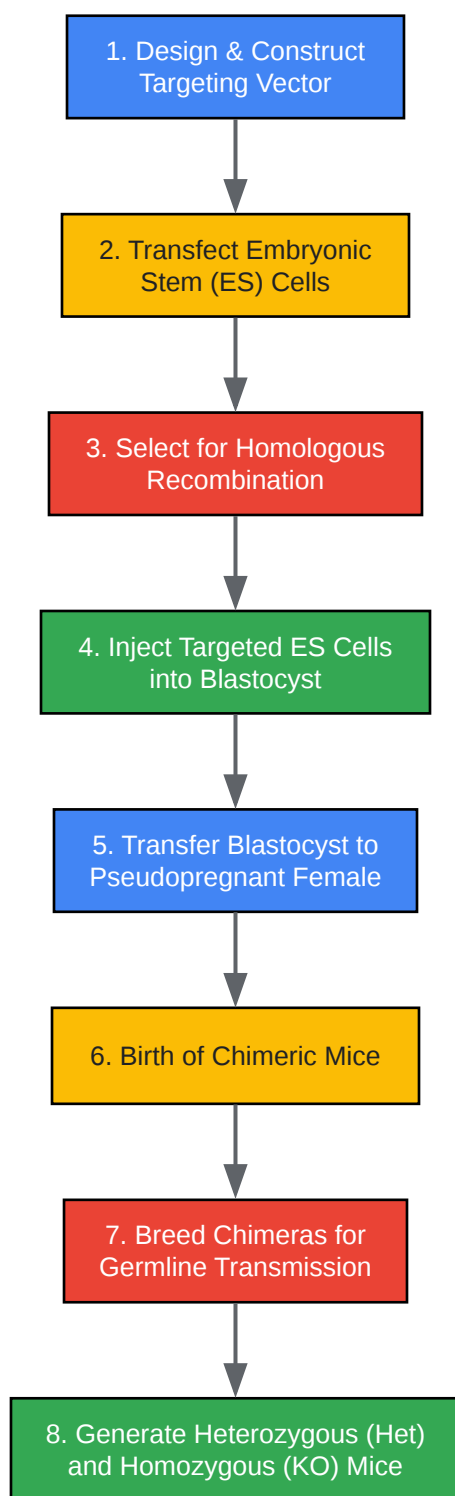 1. Design & Construct
Targeting Vector
2. Transfect Embryonic
Stem (ES) Cells
3. Select for Homologous
Recombination
4. Inject Targeted ES Cells
into Blastocyst
5. Transfer Blastocyst to
Pseudopregnant Female
6. Birth of Chimeric Mice
7. Breed Chimeras for
Germline Transmission
8. Generate Heterozygous (Het)
and Homozygous (KO) Mice